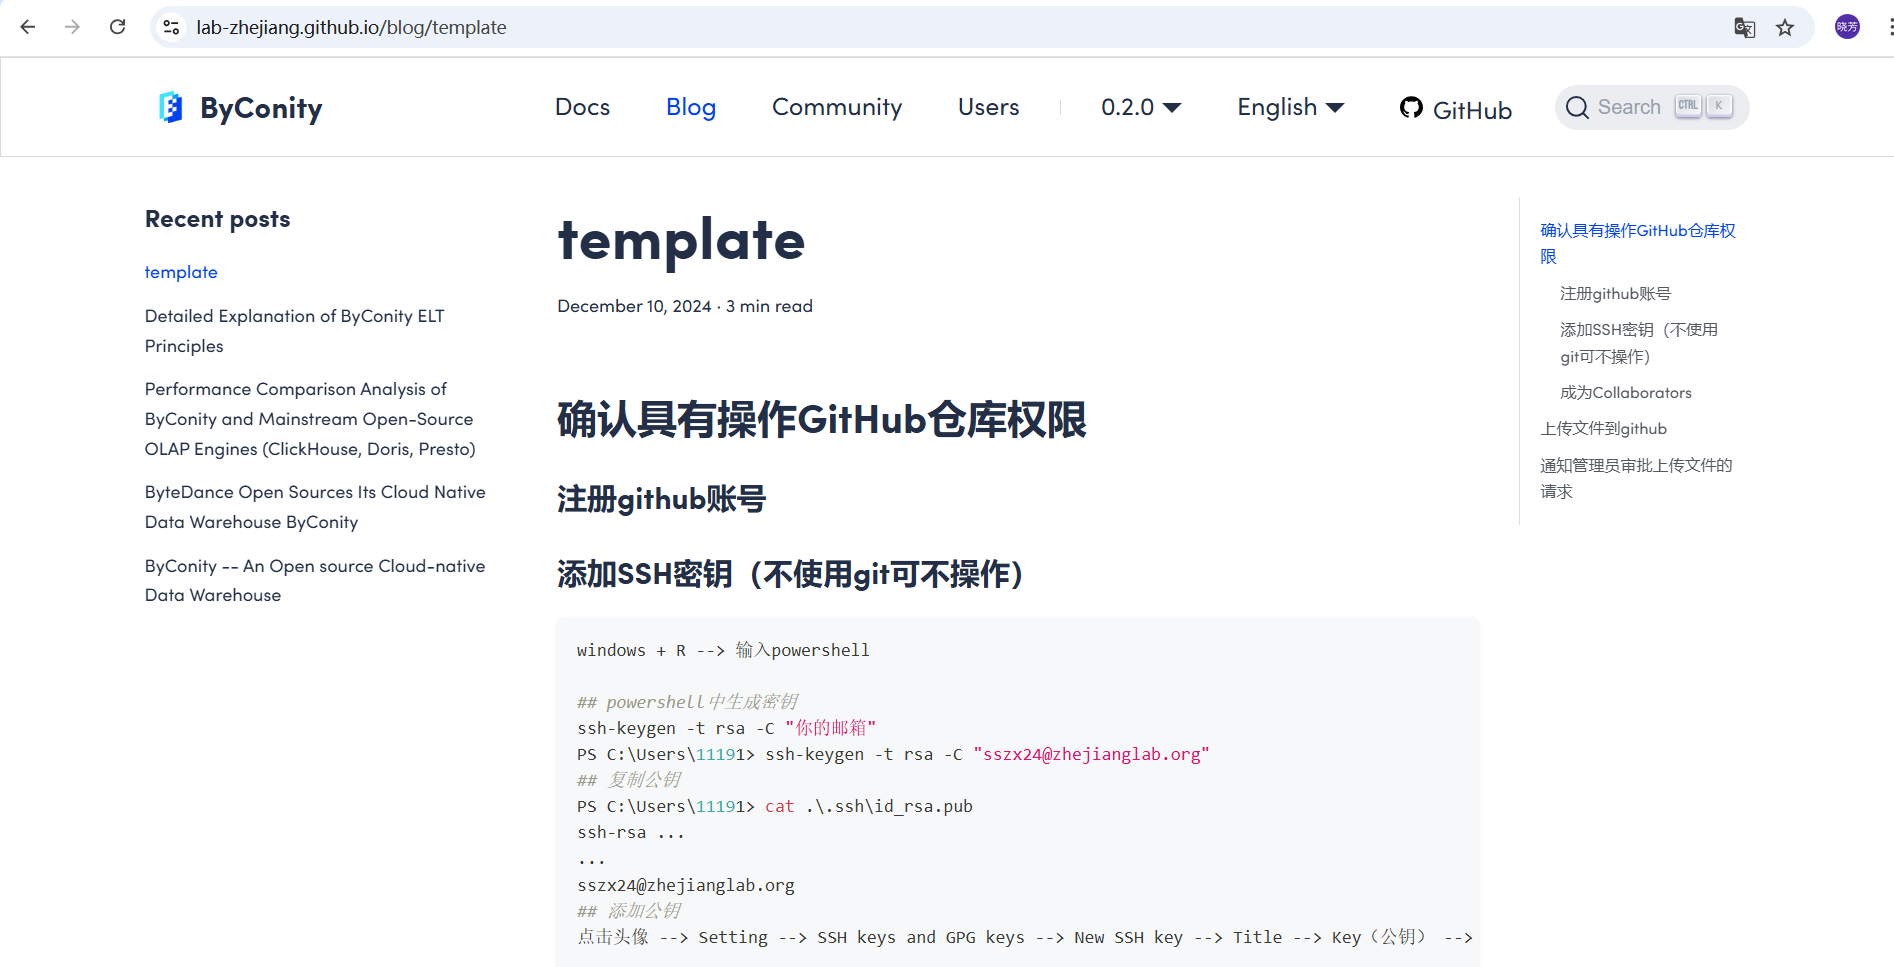 lab-zhejiang.github.io/blog/template
晓芳
ByConity
Docs
Blog
Community
Users
0.2.0
English
GitHub
Search
CTRL
K
Recent posts
template
Detailed Explanation of ByConity ELT
Principles
Performance Comparison Analysis of
ByConity and Mainstream Open-Source
OLAP Engines (ClickHouse, Doris, Presto)
ByteDance Open Sources Its Cloud Native
Data Warehouse ByConity
ByConity -- An Open source Cloud-native
Data Warehouse
template
December 10, 2024 · 3 min read
确认具有操作GitHub仓库权限
注册github账号
添加SSH密钥（不使用git可不操作）
windows + R --> 输入powershell
## powershell中生成密钥
ssh-keygen -t rsa -C "你的邮箱"
PS C:\Users\11191> ssh-keygen -t rsa -C "sszx24@zhejianglab.org"
## 复制公钥
PS C:\Users\11191> cat .\.ssh\id_rsa.pub
ssh-rsa ...
...
sszx24@zhejianglab.org
## 添加公钥
点击头像 --> Setting --> SSH keys and GPG keys --> New SSH key --> Title --> Key（公钥） -->
确认具有操作GitHub仓库权
限
注册github账号
添加SSH密钥（不使用
git可不操作）
成为Collaborators
上传文件到github
通知管理员审批上传文件的
请求